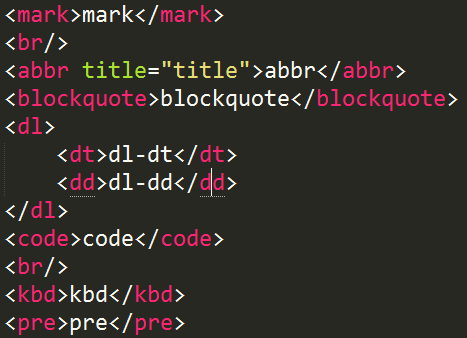 <mark>mark</mark>
<br/>
<abbr title="title">abbr</abbr>
<blockquote>blockquote</blockquote>
<dl>
    <dt>dl-dt</dt>
    <dd>dl-dd</dd>
</dl>
<code>code</code>
<br/>
<kbd>kbd</kbd>
<pre>pre</pre>